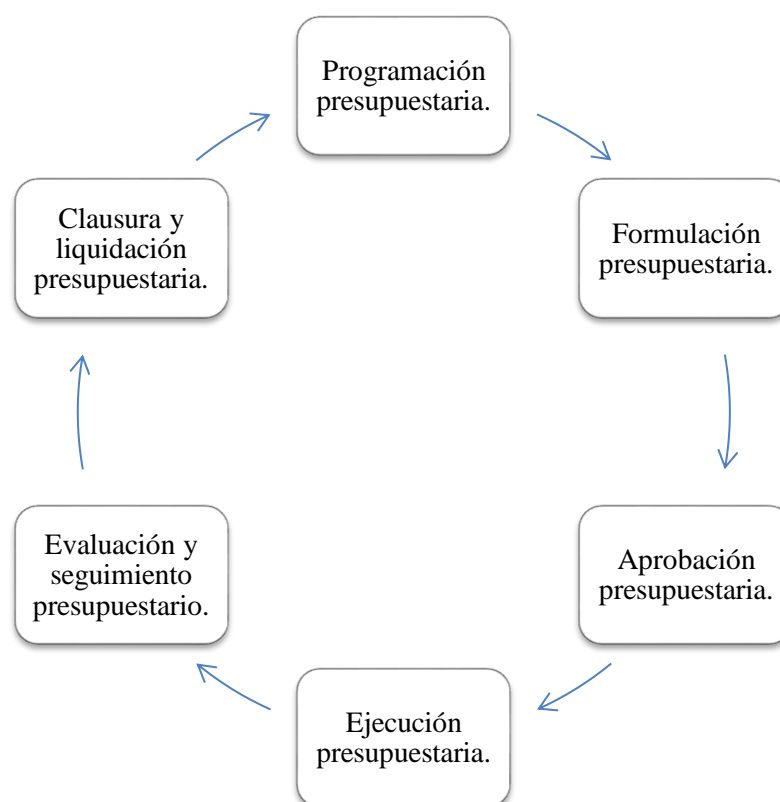 Programación
presupuestaria.
Formulación
presupuestaria.
Aprobación
presupuestaria.
Ejecución
presupuestaria.
Evaluación y
seguimiento
presupuestario.
Clausura y
liquidación
presupuestaria.